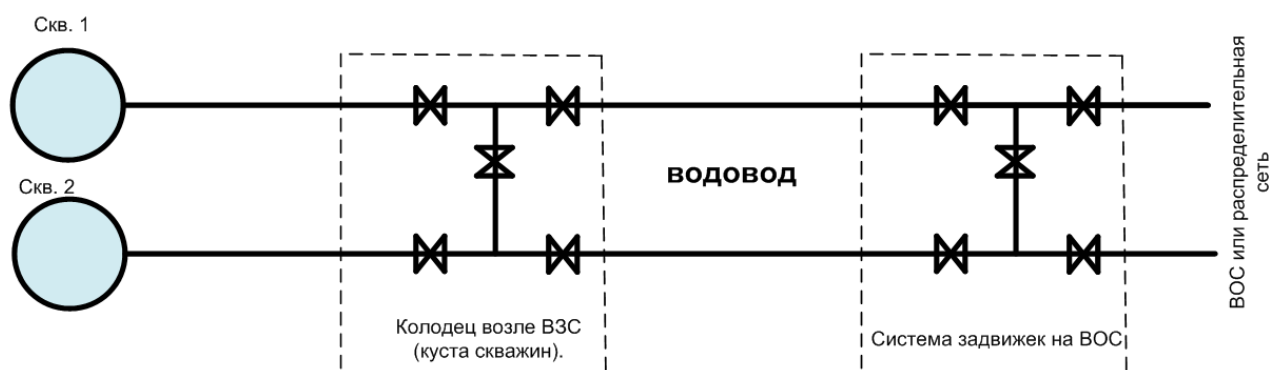 Скв. 1
Скв. 2
водовод
Колодец возле ВЗС
(куста скважин).
Система задвижек на ВОС
ВОС или распределительная
сеть